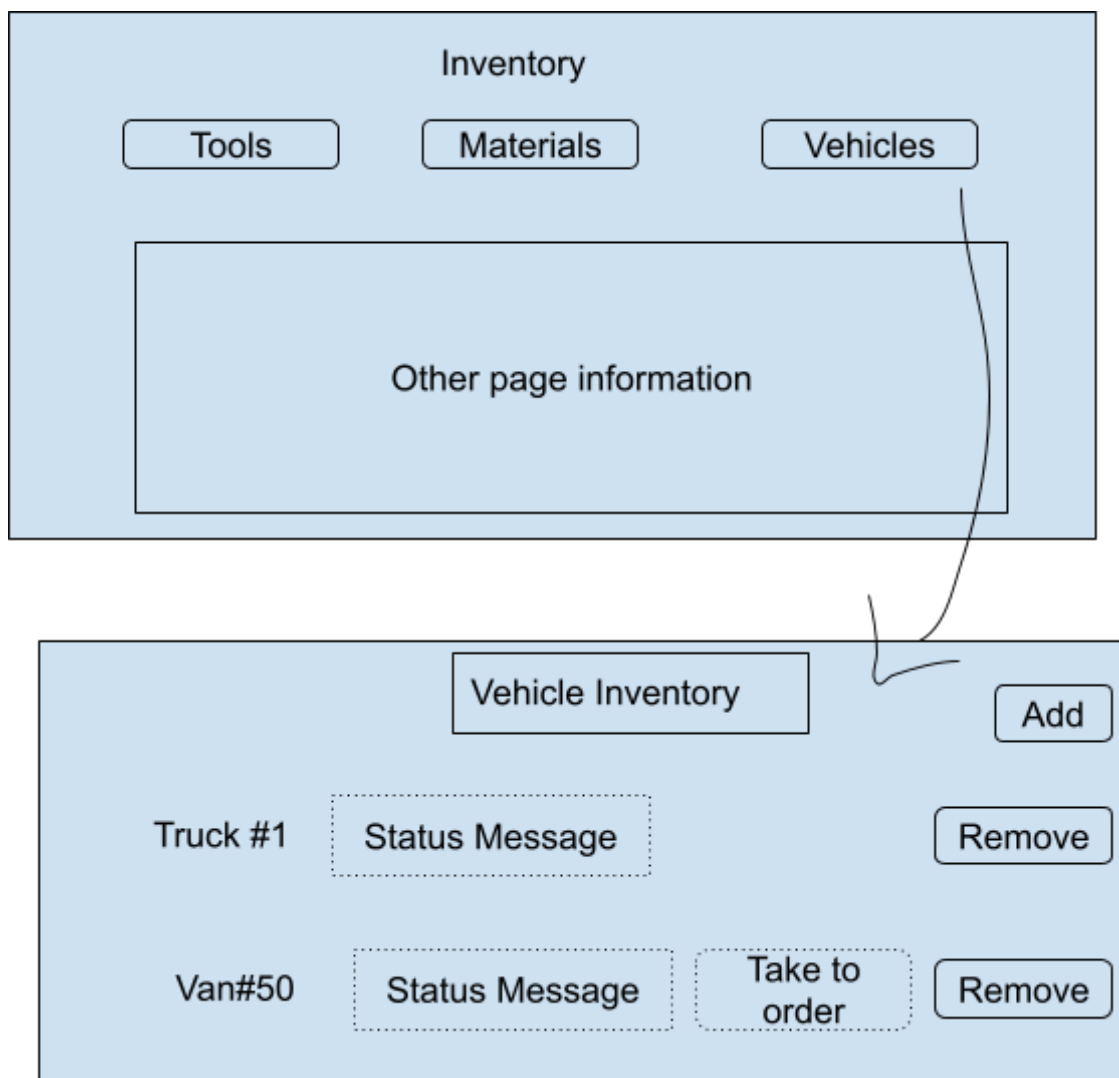 Inventory
Tools
Materials
Vehicles
Other page information
Vehicle Inventory
Add
Truck #1
Status Message
Remove
Van#50
Status Message
Take to
order
Remove